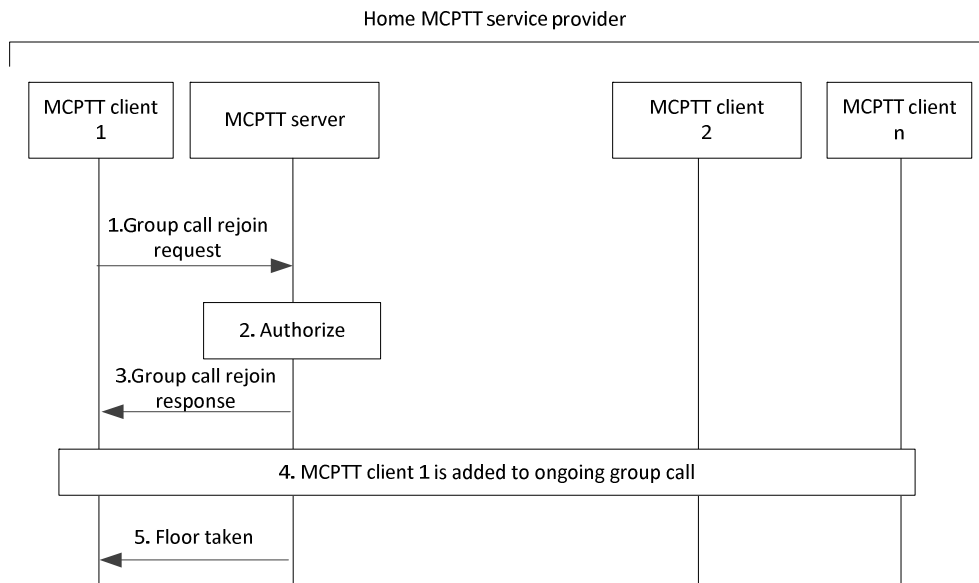 Home MCPTT service provider
MCPTT client
1
MCPTT server
MCPTT client
2
MCPTT client
n
1.Group call rejoin
request
2. Authorize
3.Group call rejoin
response
4. MCPTT client 1 is added to ongoing group call
5. Floor taken